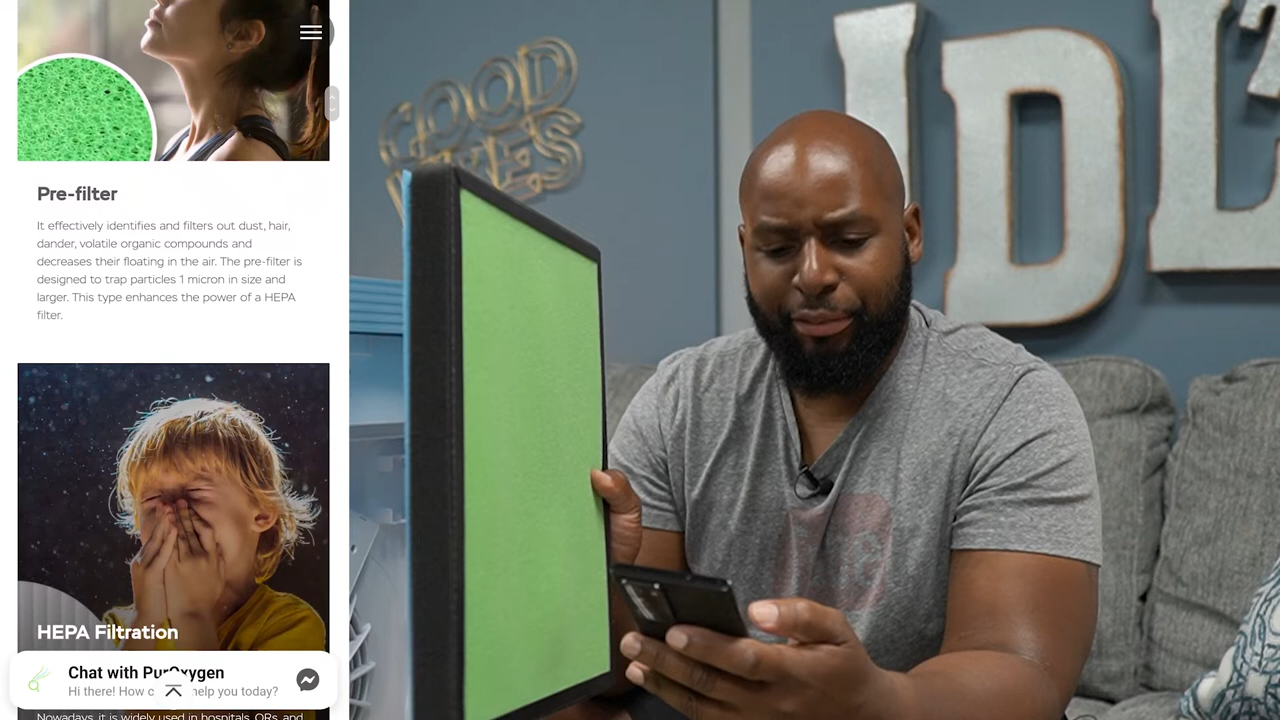 Pre-filter
It effectively identifies and filters out dust, hair,
dander, volatile organic compounds and
decreases their floating in the air. The pre-filter is
designed to trap particles 1 micron in size and
larger. This type enhances the power of a HEPA
filter.
HEPA Filtration
Chat with PurOxygen
Hi there! How c help you today?
Nowadays, it is widely used in hospitals, ORs, and
GOOD
ID